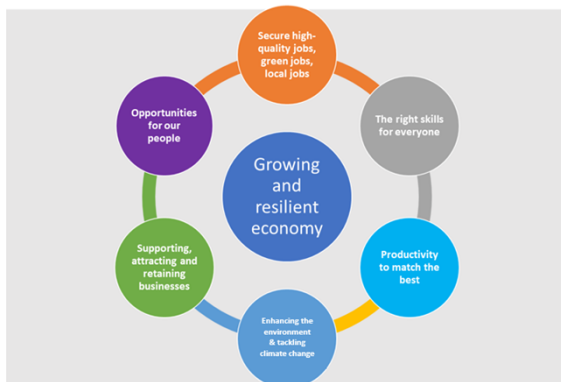 Secure high-
quality jobs,
green jobs,
local jobs
Opportunities
for our
people
The right skills
for everyone
Growing
and
resilient
economy
Supporting,
attracting and
retaining
businesses
Productivity
to match the
best
Enhancing the
environment
& tackling
climate change